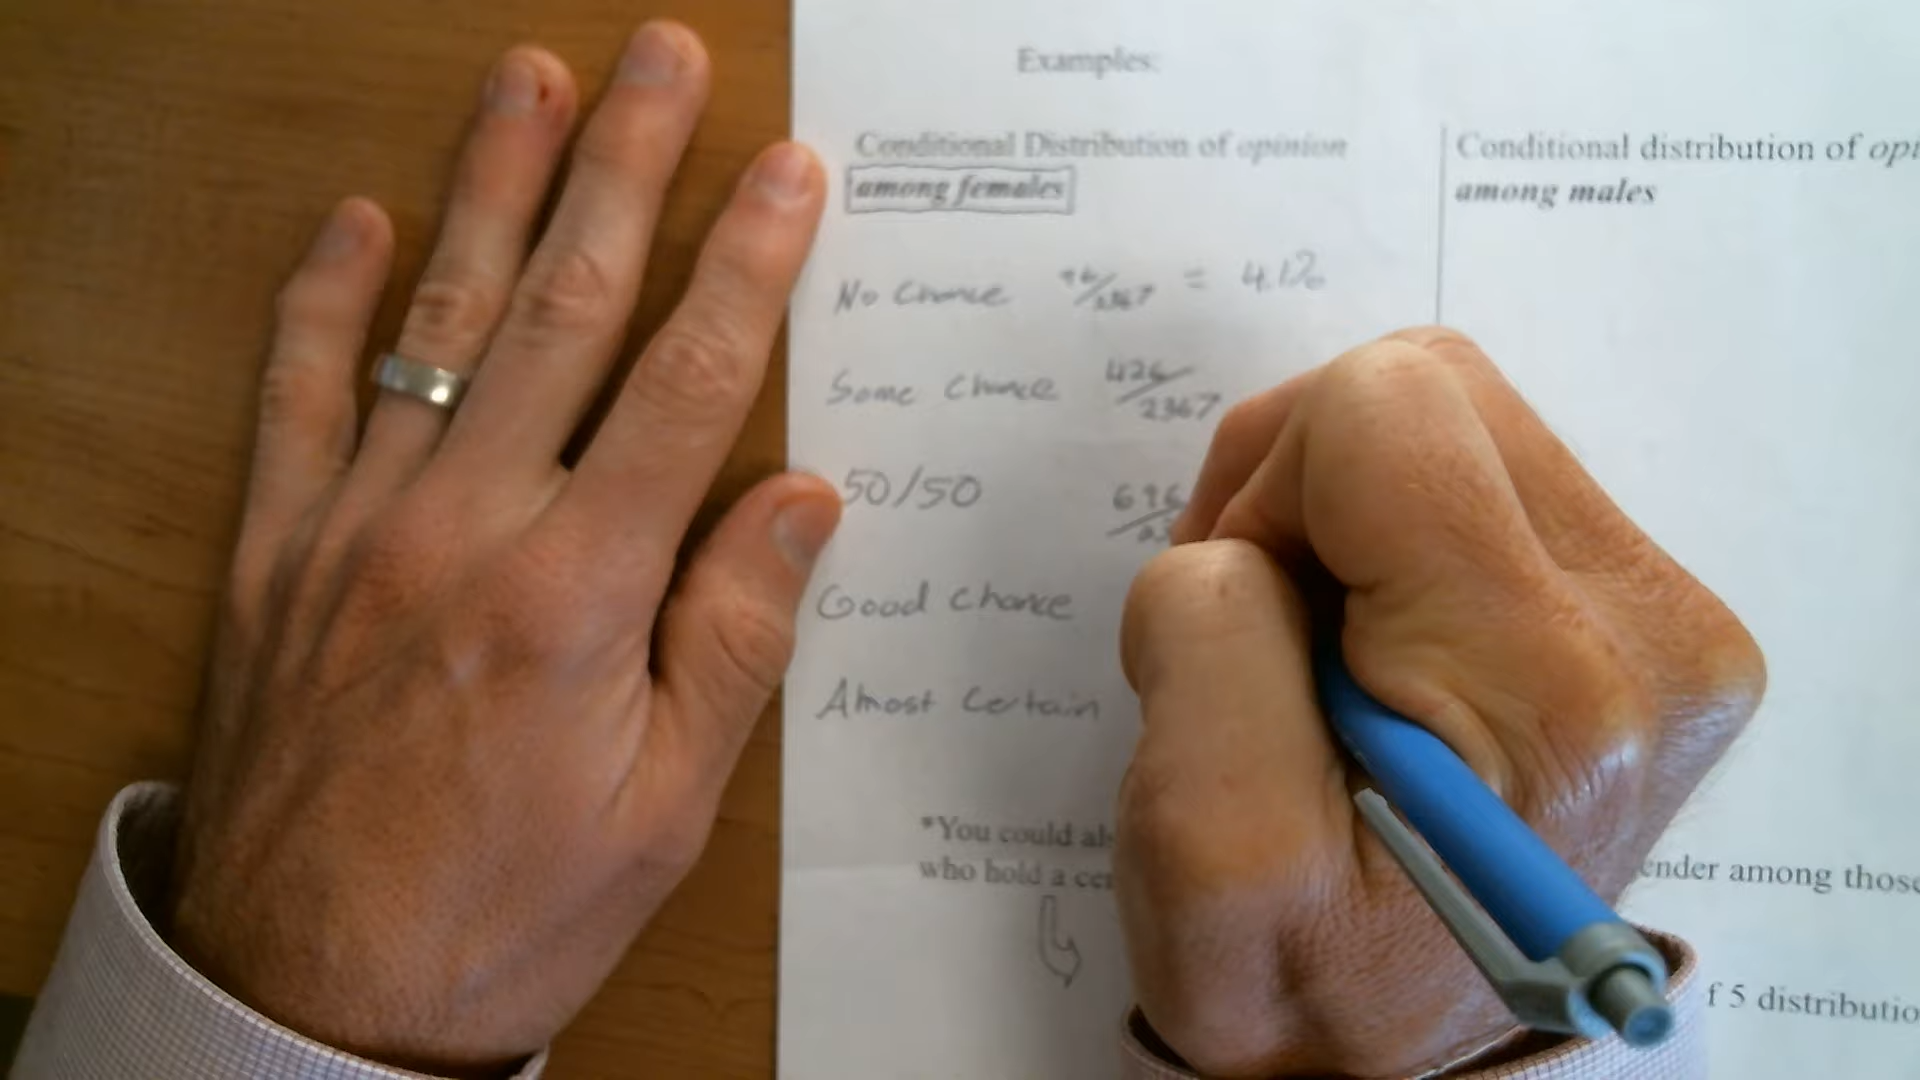 Examples:
Conditional Distribution of opinion
among females
Conditional distribution of opi
among males
No Chance 96/2367 = 4.1%
Some Chance 426/2367
50/50 696/23
Good Chance
Almost Certain
*You could al
who hold a cer
ender among those
f 5 distributio